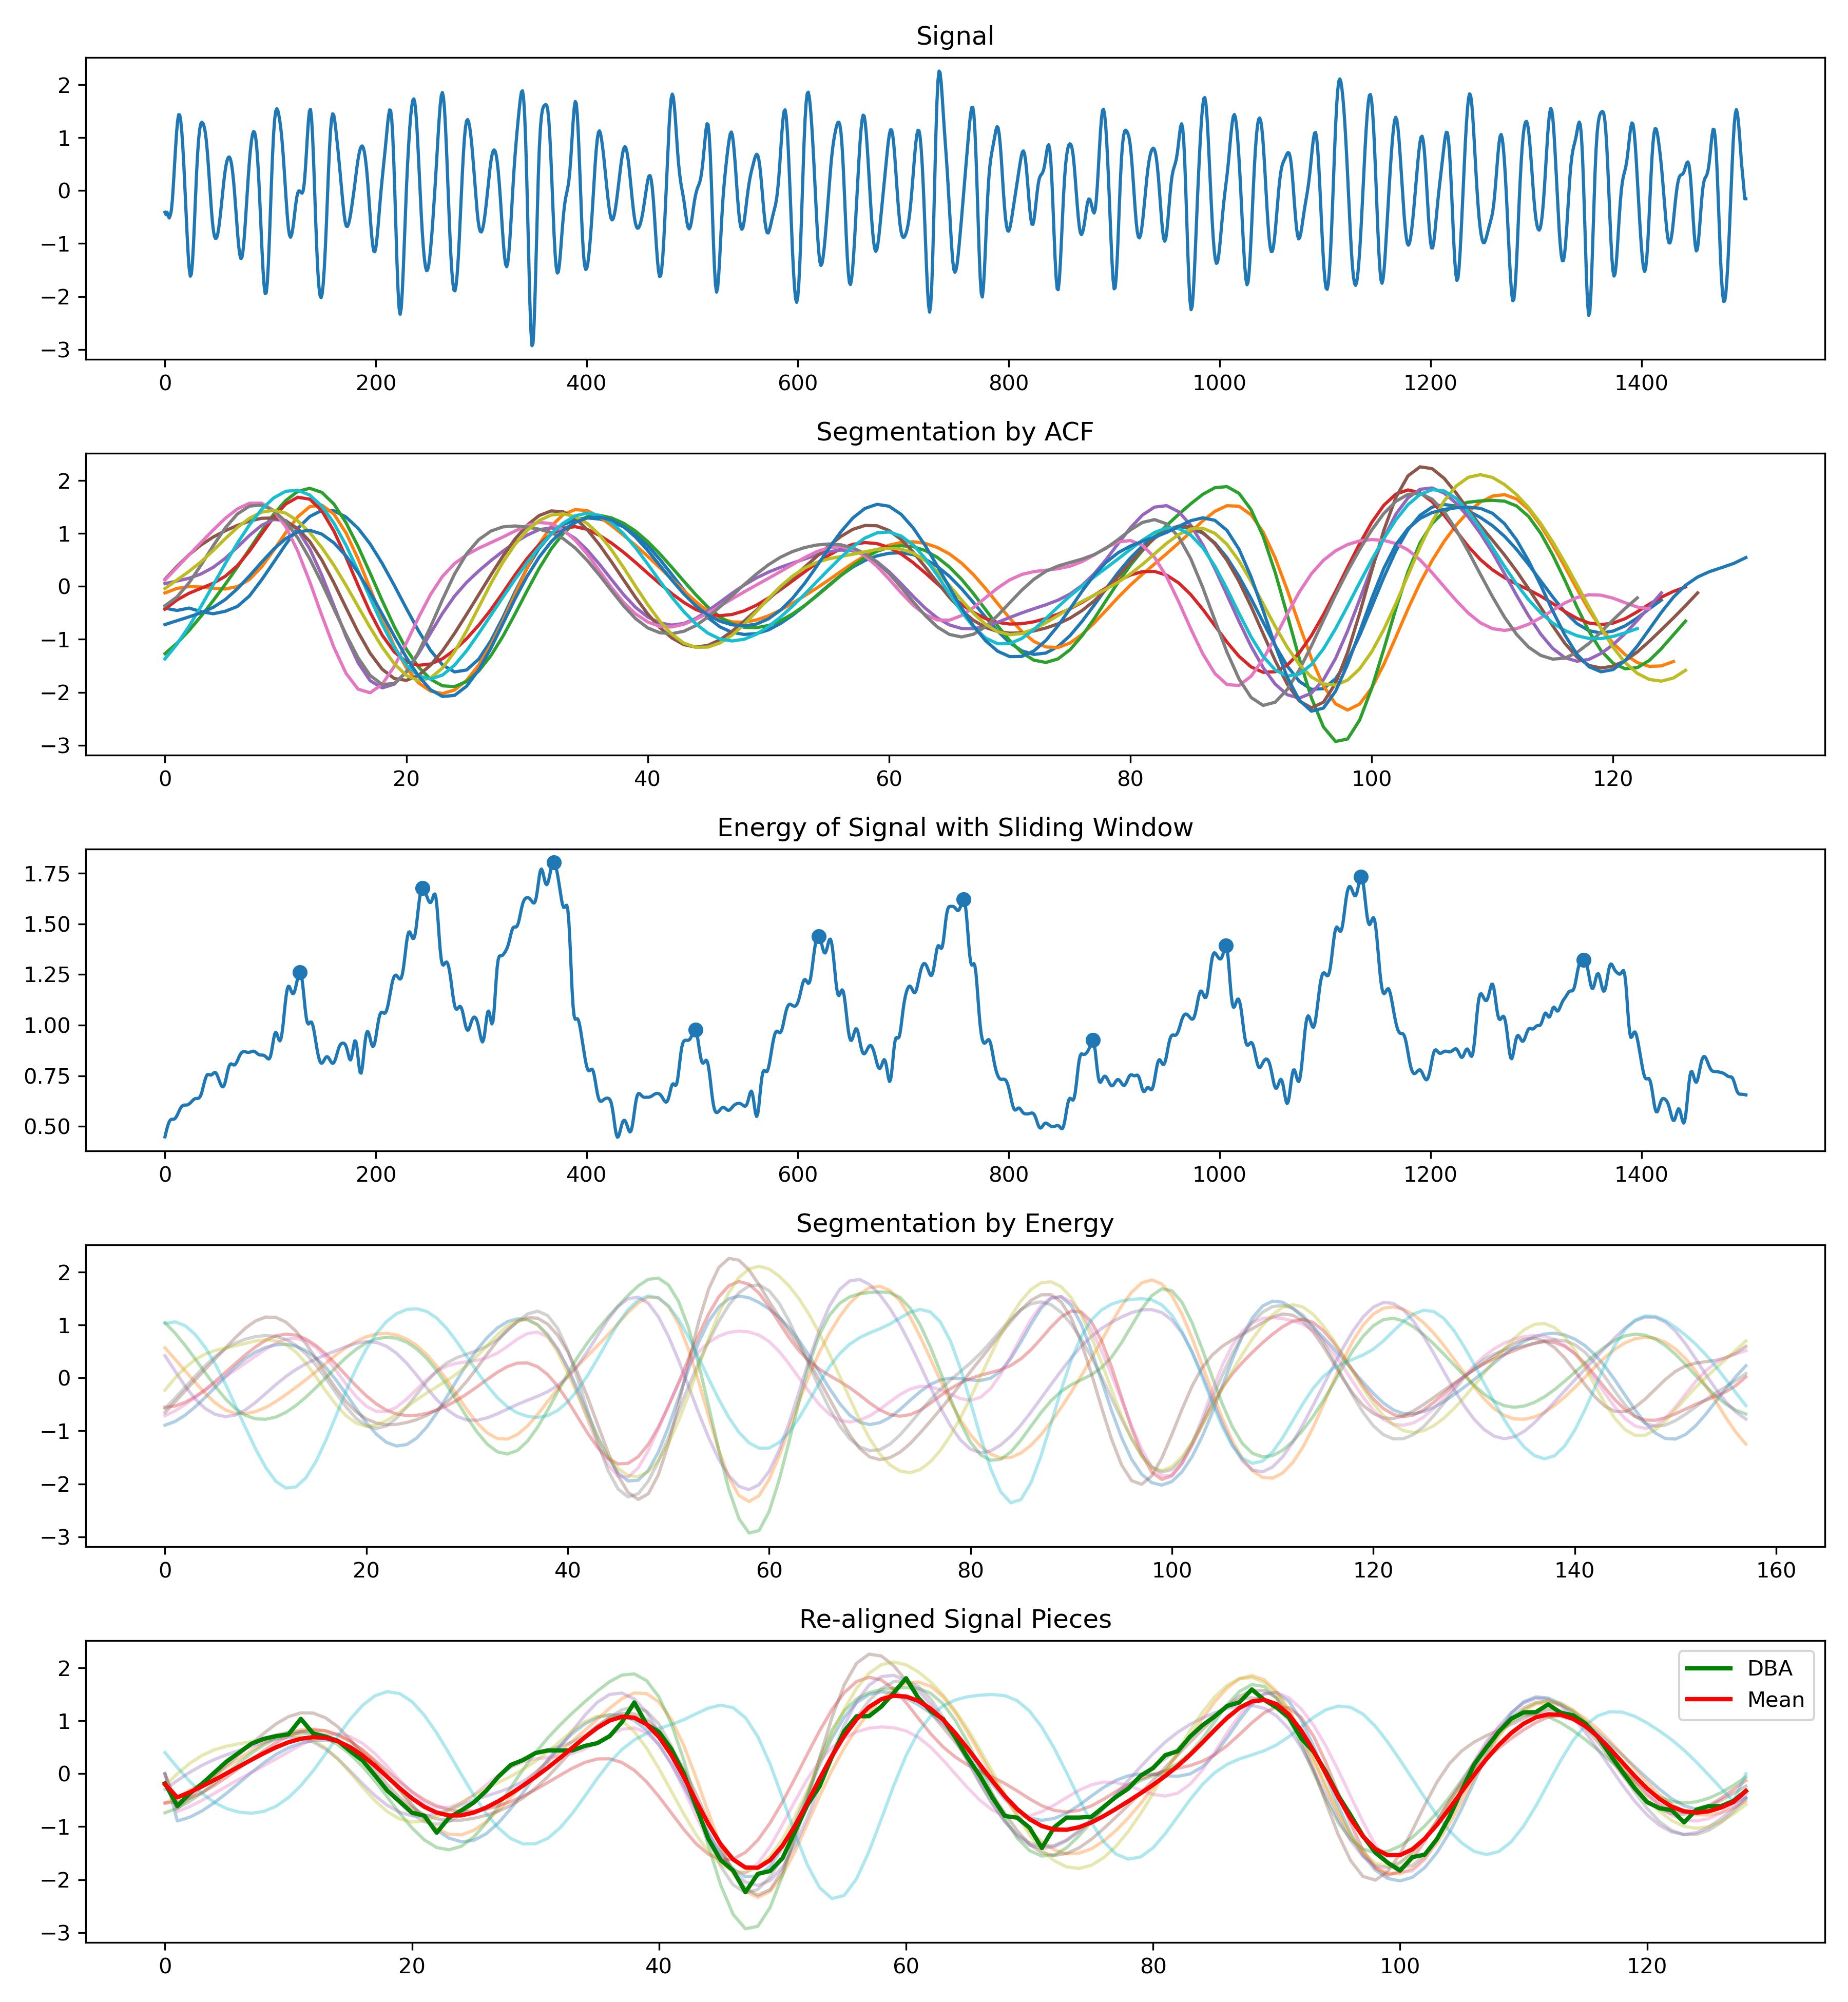 Signal
2
1
0
−1
−2
−3
0 200 400 600 800 1000 1200 1400
Segmentation by ACF
2
1
0
−1
−2
−3
0 20 40 60 80 100 120
Energy of Signal with Sliding Window
1.75
1.50
1.25
1.00
0.75
0.50
0 200 400 600 800 1000 1200 1400
Segmentation by Energy
2
1
0
−1
−2
−3
0 20 40 60 80 100 120 140 160
Re-aligned Signal Pieces
2
1
0
−1
−2
−3
DBA
Mean
0 20 40 60 80 100 120